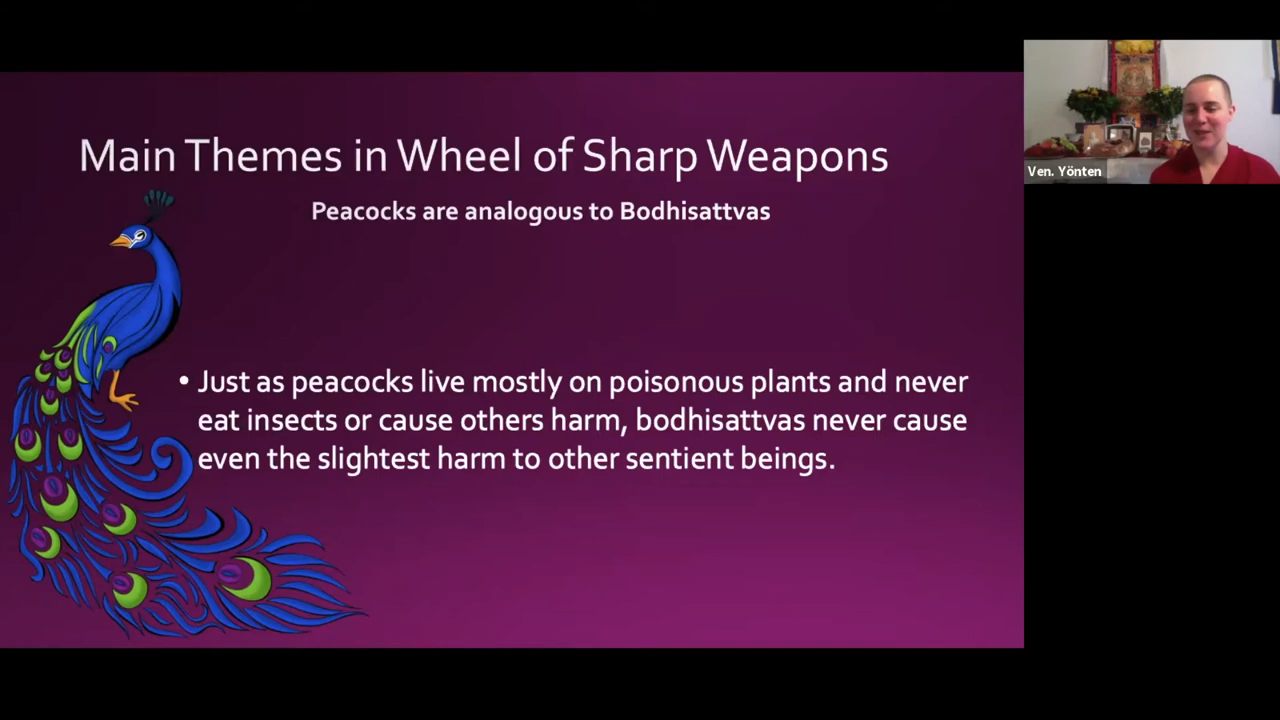 Main Themes in Wheel of Sharp Weapons
Peacocks are analogous to Bodhisattvas
• Just as peacocks live mostly on poisonous plants and never
eat insects or cause others harm, bodhisattvas never cause
even the slightest harm to other sentient beings.
Ven. Yönten